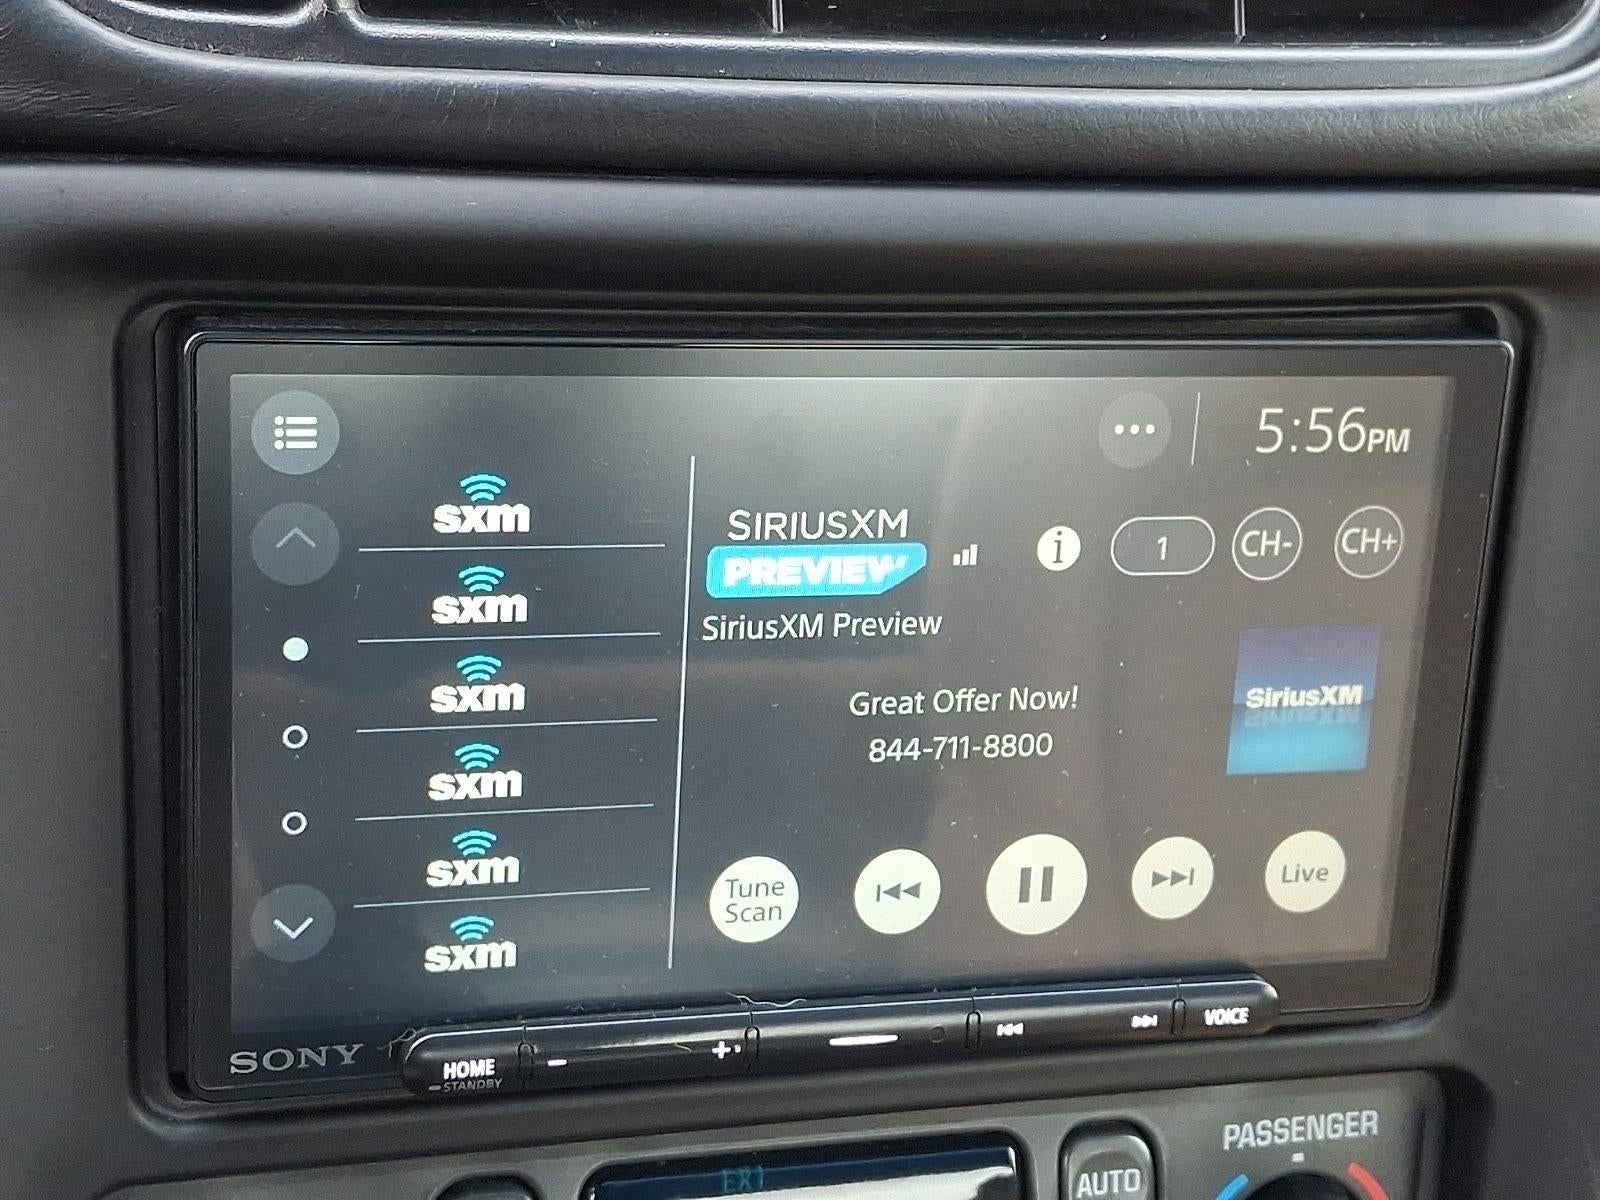 5:56PM
sxm
sxm
sxm
sxm
sxm
sxm
SIRIUSXM
PREVIEW
i
1
CH-
CH+
SiriusXM Preview
Great Offer Now!
844-711-8800
SiriusXM
Tune
Scan
Live
SONY
HOME
STANDBY
- +
VOICE
PASSENGER
AUTO